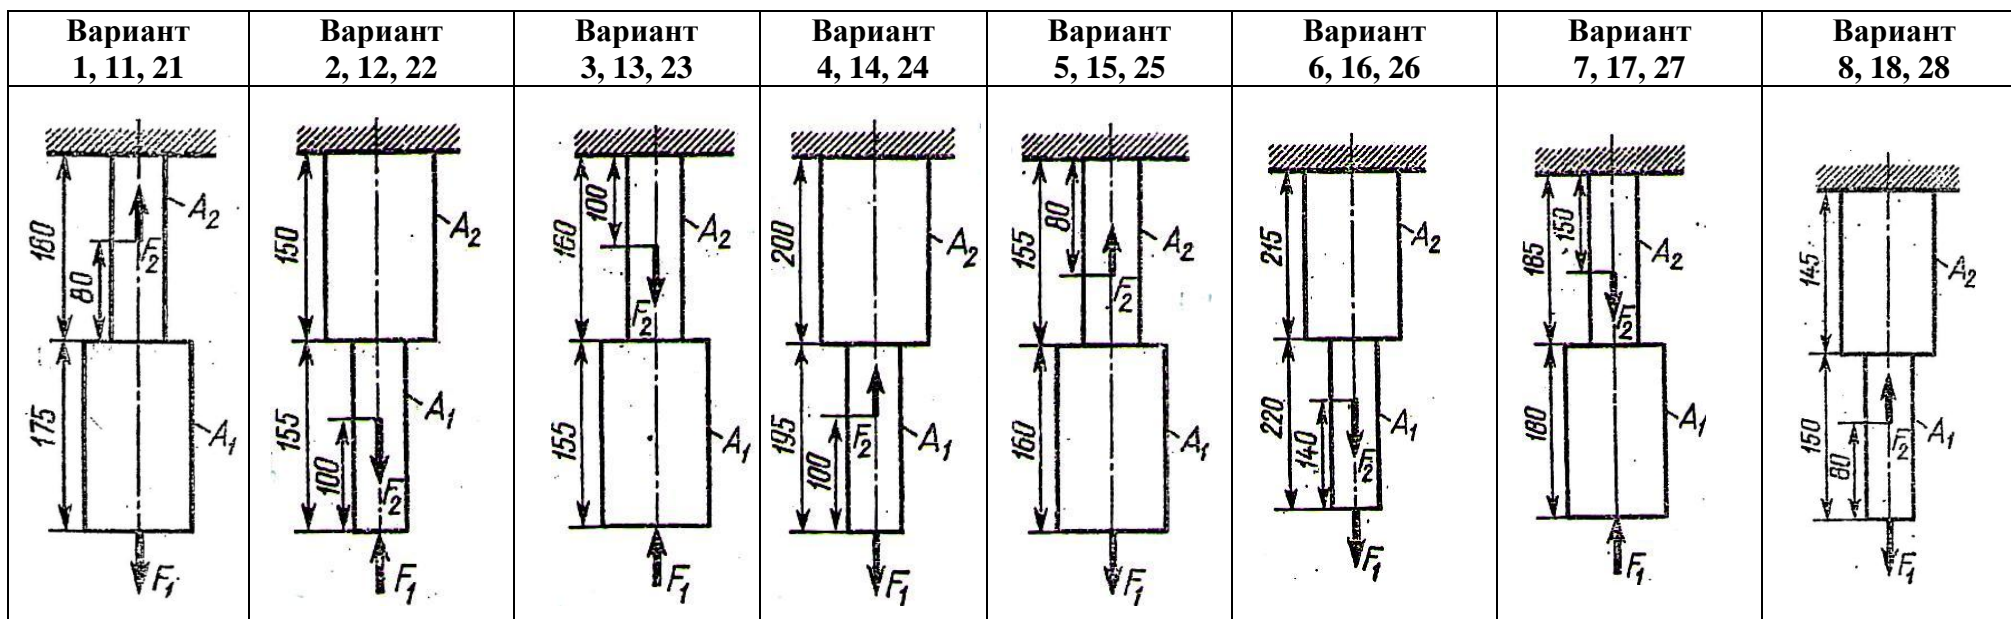 Вариант
1, 11, 21
Вариант
2, 12, 22
Вариант
3, 13, 23
Вариант
4, 14, 24
Вариант
5, 15, 25
Вариант
6, 16, 26
Вариант
7, 17, 27
Вариант
8, 18, 28
160
80
175
F₂
A₂
A₁
F₁
150
155
100
A₂
A₁
F₂
F₁
160
100
155
A₂
F₂
A₁
F₁
200
195
100
A₂
F₂
A₁
F₁
155
80
160
A₂
F₂
A₁
F₁
215
220
140
A₂
A₁
F₂
F₁
185
150
180
A₂
F₂
A₁
F₁
145
150
80
A₂
A₁
F₂
F₁